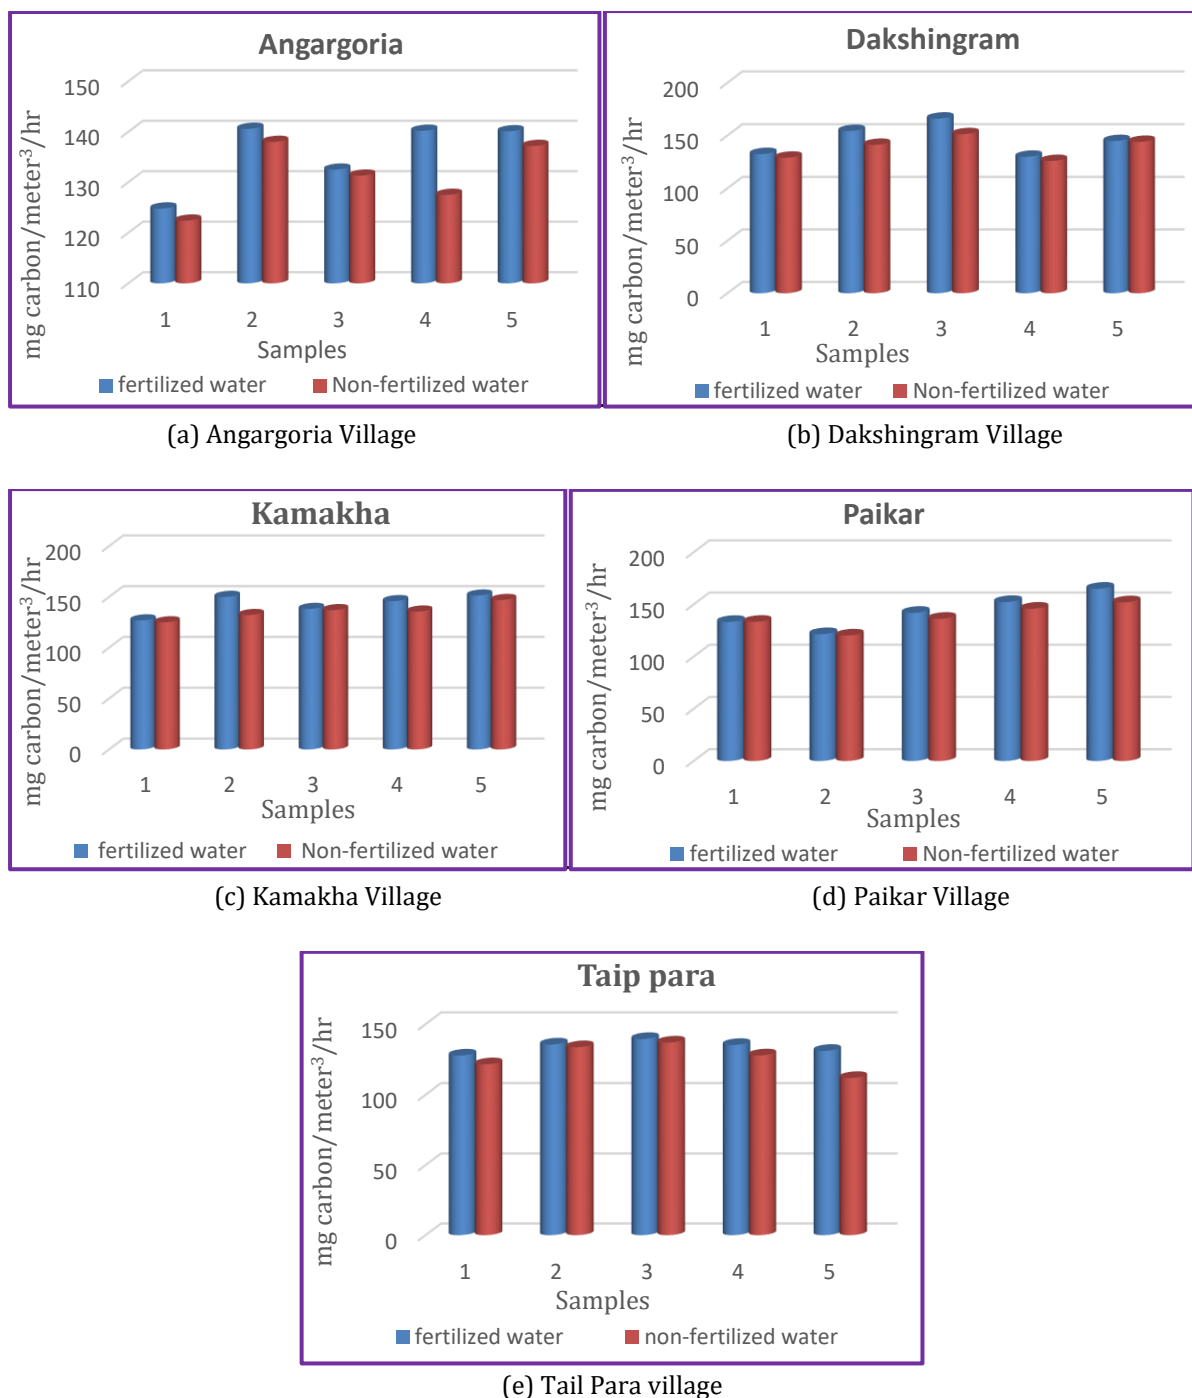 Angargoria
mg carbon/meter³/hr
150
140
130
120
110
1 2 3 4 5
Samples
fertilized water Non-fertilized water
(a) Angargoria Village
Dakshingram
mg carbon/meter³/hr
200
150
100
50
0
1 2 3 4 5
Samples
fertilized water Non-fertilized water
(b) Dakshingram Village
Kamakha
mg carbon/meter³/hr
200
150
100
50
0
1 2 3 4 5
Samples
fertilized water Non-fertilized water
(c) Kamakha Village
Paikar
mg carbon/meter³/hr
200
150
100
50
0
1 2 3 4 5
Samples
fertilized water Non-fertilized water
(d) Paikar Village
Taip para
mg carbon/meter³/hr
150
100
50
0
1 2 3 4 5
Samples
fertilized water non-fertilized water
(e) Tail Para village